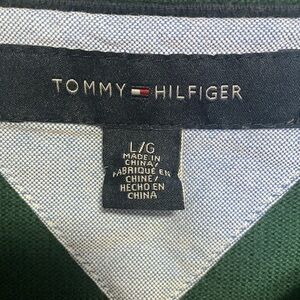 TOMMY HILFIGER
L/G
MADE IN
CHINA/
FABRIQUÉ EN
CHINE/
HECHO EN
CHINA